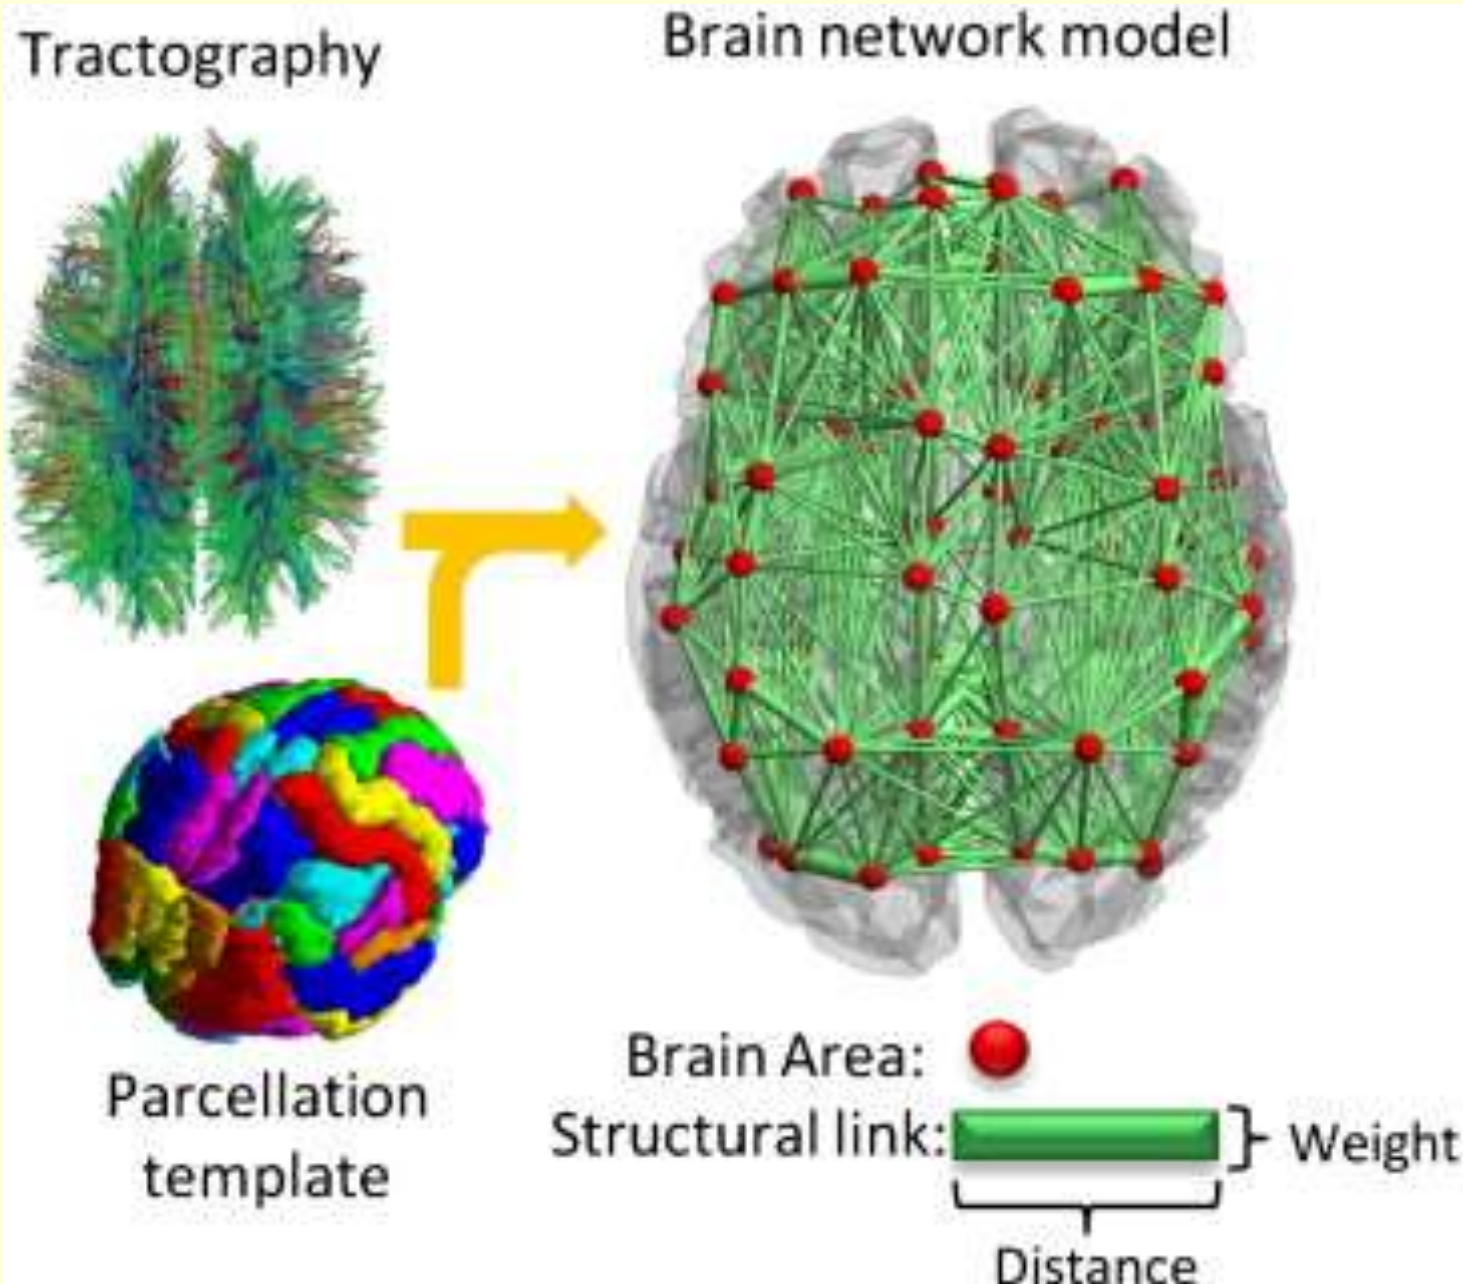 Tractography
Brain network model
Parcellation
template
Brain Area:
Structural link:
Weight
Distance